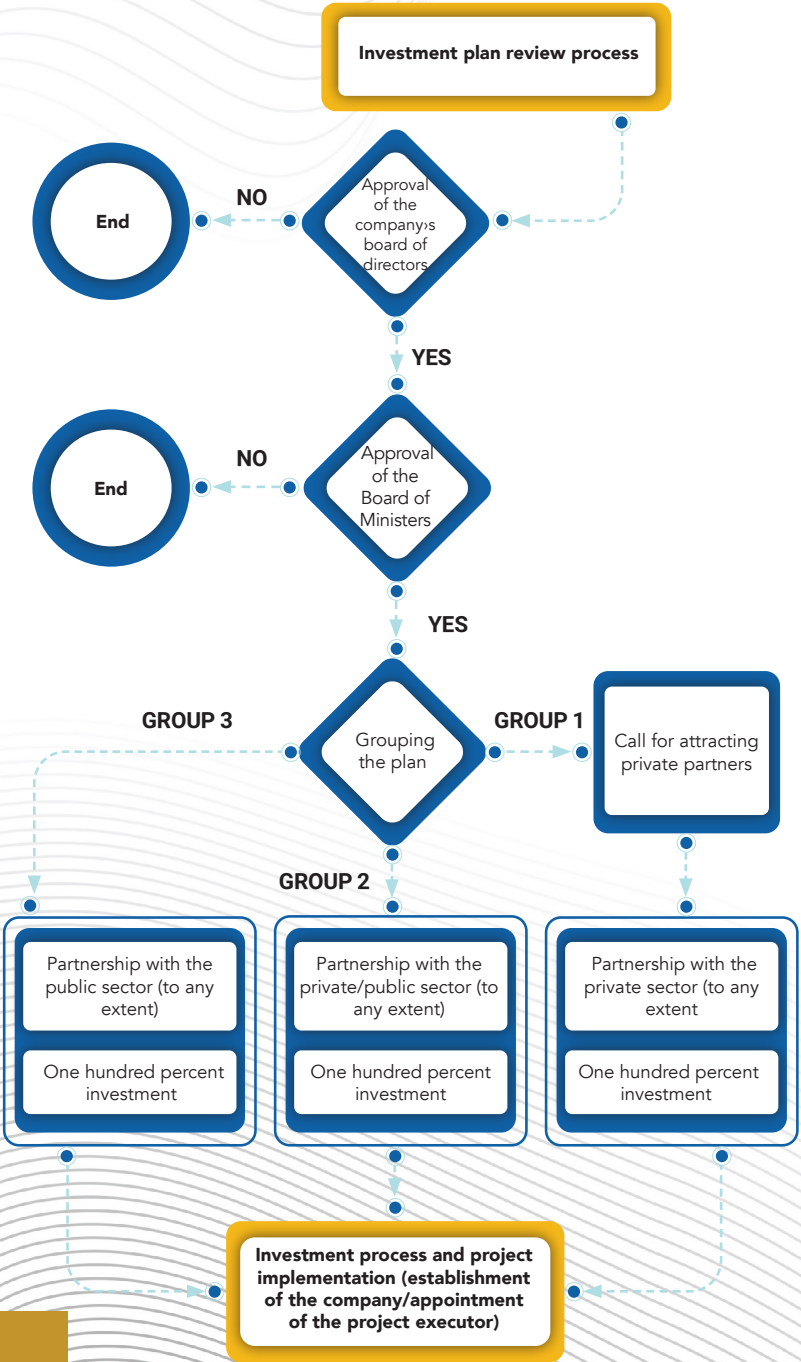 Investment plan review process
Approval
of the
company›s
board of
directors
NO
End
YES
Approval
of the
Board of
Ministers
NO
End
YES
Grouping
the plan
GROUP 3
GROUP 1
Call for attracting
private partners
GROUP 2
Partnership with the
public sector (to any
extent)
One hundred percent
investment
Partnership with the
private/public sector (to
any extent)
One hundred percent
investment
Partnership with the
private sector (to any
extent
One hundred percent
investment
Investment process and project
implementation (establishment
of the company/appointment
of the project executor)